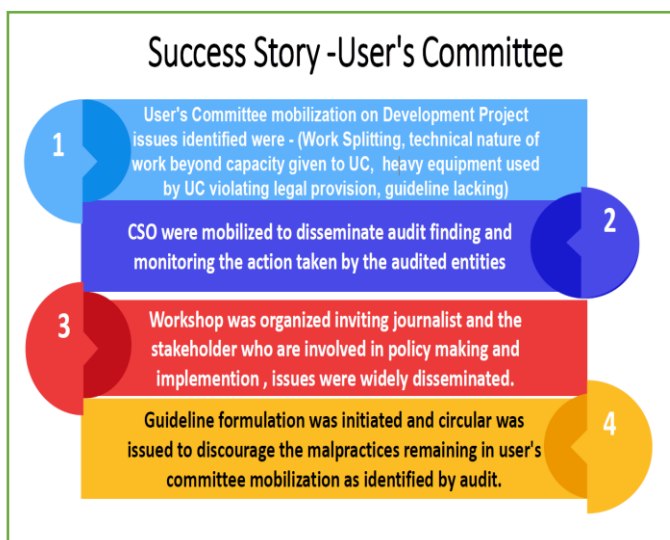 Success Story -User's Committee
1
User's Committee mobilization on Development Project
issues identified were - (Work Splitting, technical nature of
work beyond capacity given to UC, heavy equipment used
by UC violating legal provision, guideline lacking)
2
CSO were mobilized to disseminate audit finding and
monitoring the action taken by the audited entities
3
Workshop was organized inviting journalist and the
stakeholder who are involved in policy making and
implemention , issues were widely disseminated.
4
Guideline formulation was initiated and circular was
issued to discourage the malpractices remaining in user's
committee mobilization as identified by audit.